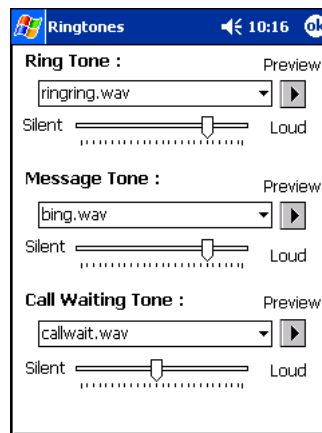 Ringtones 10:16 ok
Ring Tone : Preview
ringring.wav
Silent Loud
Message Tone : Preview
bing.wav
Silent Loud
Call Waiting Tone : Preview
callwait.wav
Silent Loud